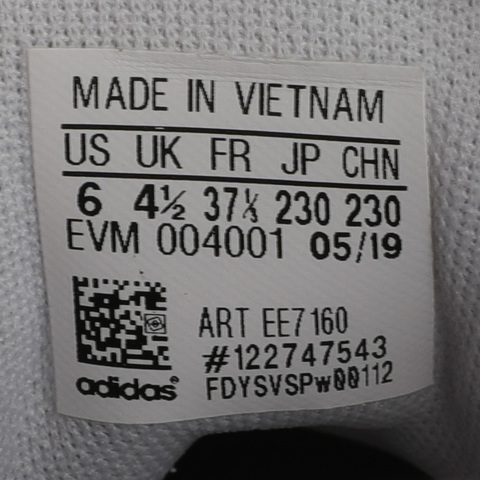 MADE IN VIETNAM
US UK FR JP CHN
6 4½ 37⅓ 230 230
EVM 004001 05/19
ART EE7160
#122747543
FDYSVSPw00112
adidas®